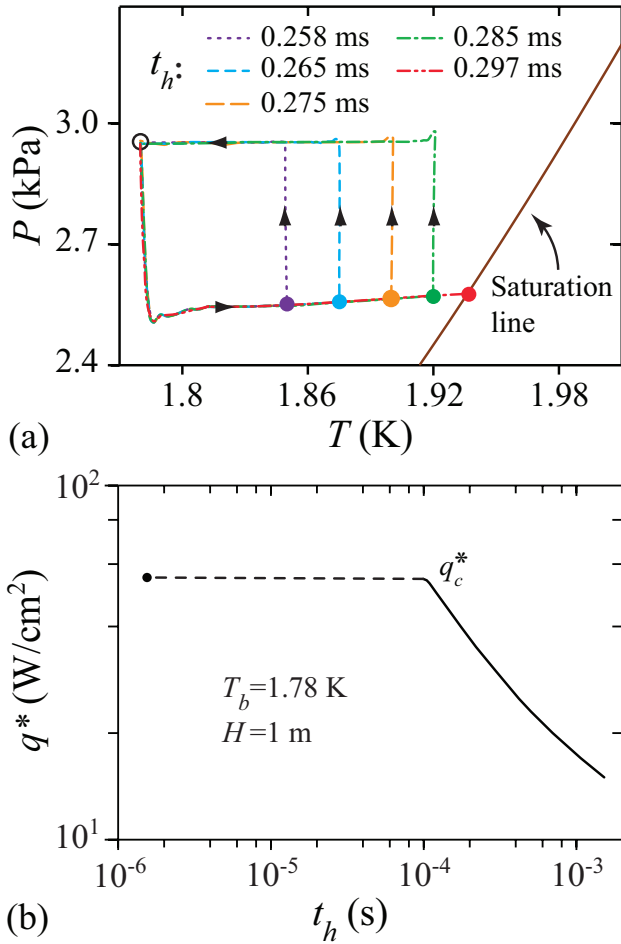 t_h:
0.258 ms
0.285 ms
0.265 ms
0.297 ms
0.275 ms
3.0
2.7
2.4
P (kPa)
Saturation
line
1.8
1.86
1.92
1.98
T (K)
(a)
10^2
10^1
q* (W/cm^2)
q_c^*
T_b=1.78 K
H=1 m
10^-6
10^-5
10^-4
10^-3
t_h (s)
(b)